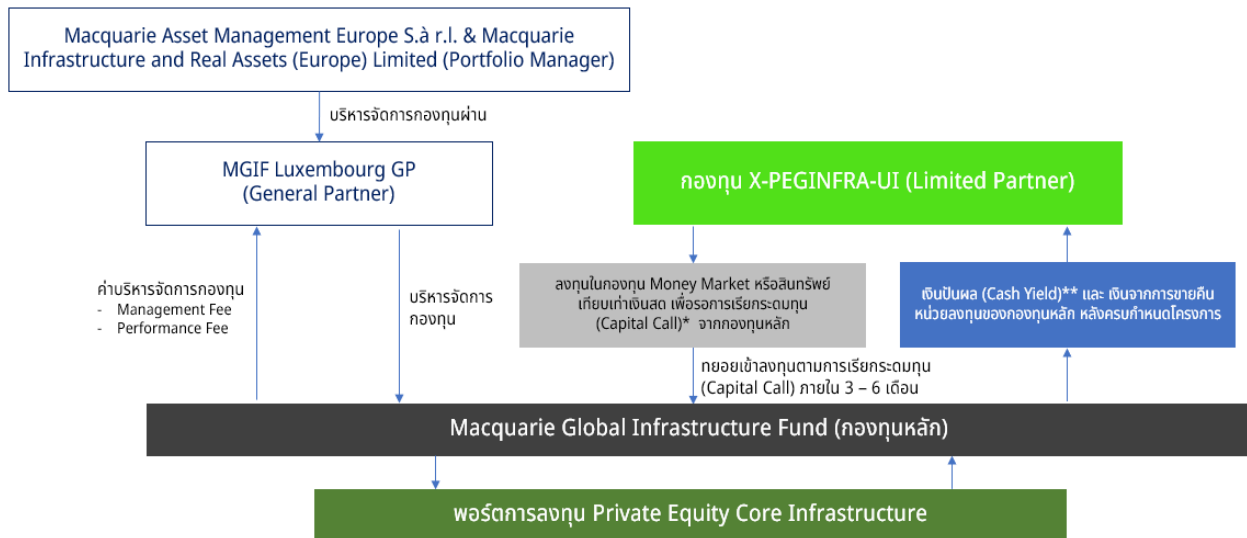 Macquarie Asset Management Europe S.à r.l. & Macquarie
Infrastructure and Real Assets (Europe) Limited (Portfolio Manager)
บริหารจัดการกองทุนผ่าน
MGIF Luxembourg GP
(General Partner)
กองทุน X-PEGINFRA-UI (Limited Partner)
ค่าบริหารจัดการกองทุน
- Management Fee
- Performance Fee
บริหารจัดการ
กองทุน
ลงทุนในกองทุน Money Market หรือสินทรัพย์
เทียบเท่าเงินสด เพื่อรอการเรียกระดมทุน
(Capital Call)* จากกองทุนหลัก
เงินปันผล (Cash Yield)** และ เงินจากการขายคืน
หน่วยลงทุนของกองทุนหลัก หลังครบกำหนดโครงการ
ทยอยเข้าลงทุนตามการเรียกระดมทุน
(Capital Call) ภายใน 3 – 6 เดือน
Macquarie Global Infrastructure Fund (กองทุนหลัก)
พอร์ตการลงทุน Private Equity Core Infrastructure